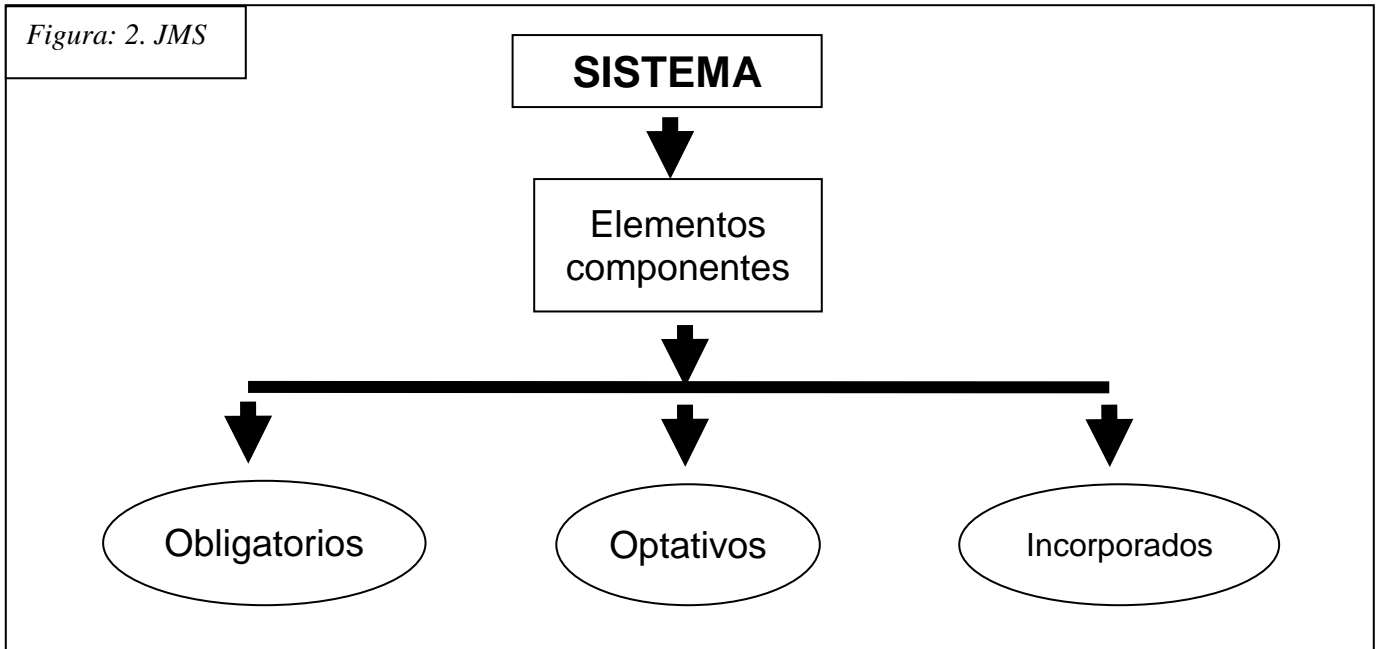 Figura: 2. JMS
SISTEMA
Elementos
componentes
Obligatorios
Optativos
Incorporados